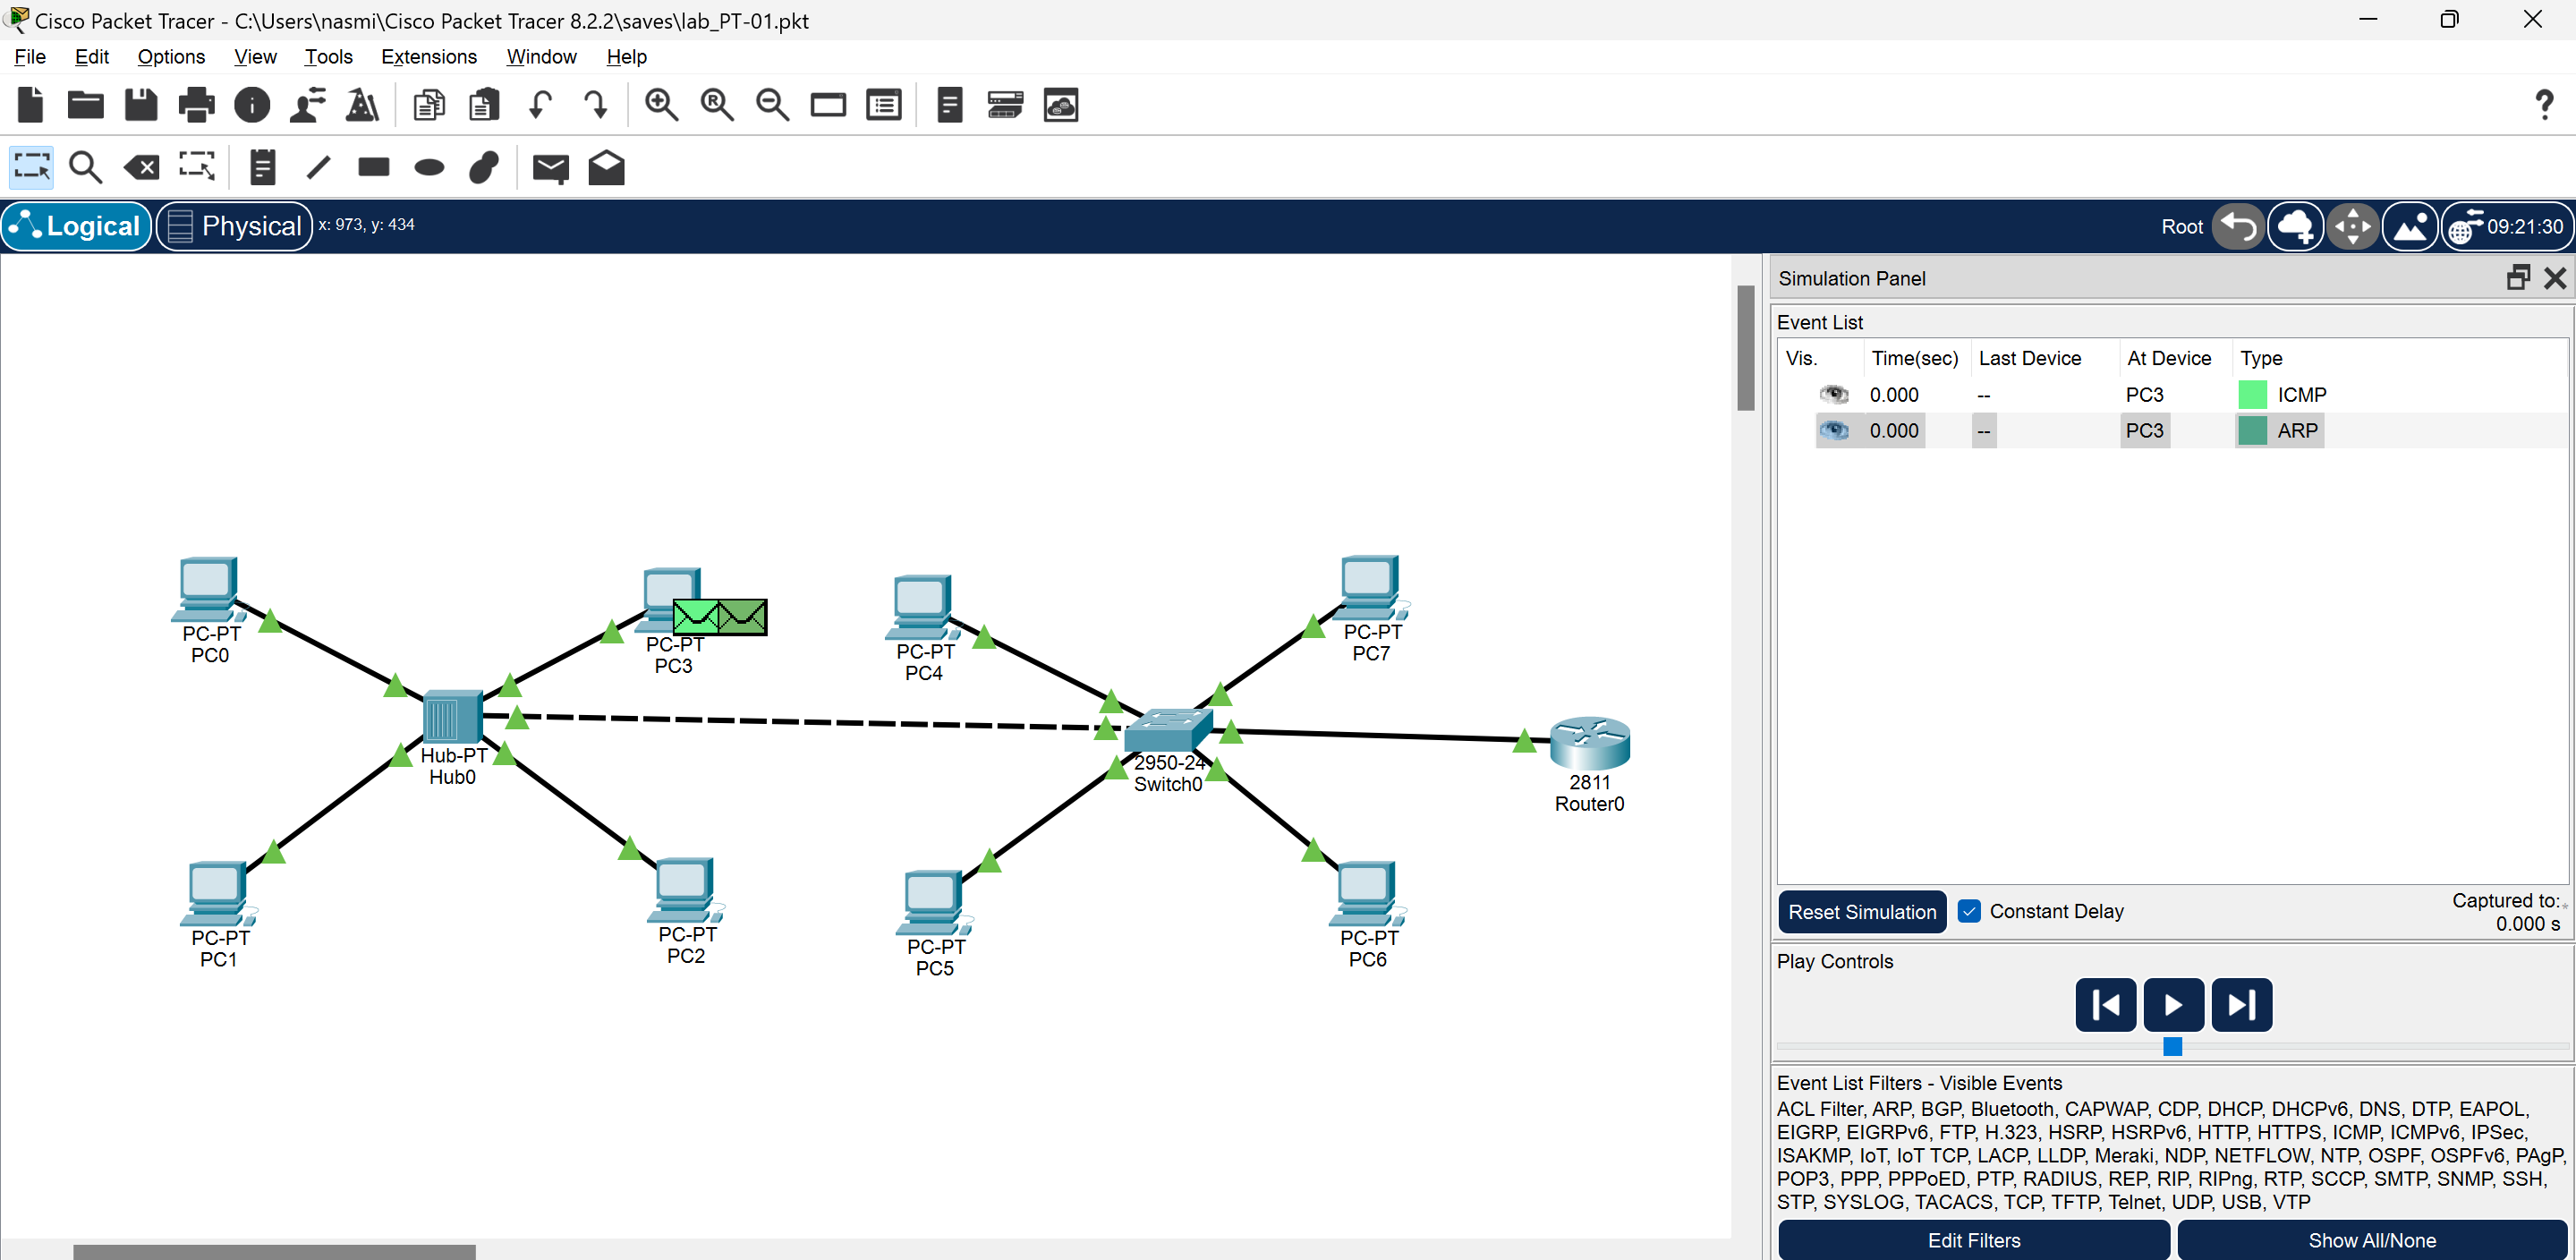 Cisco Packet Tracer - C:\Users\nasmi\Cisco Packet Tracer 8.2.2\saves\lab_PT-01.pkt
File Edit Options View Tools Extensions Window Help
Logical Physical x: 973, y: 434 Root 09:21:30
Simulation Panel
Event List
Vis. Time(sec) Last Device At Device Type
0.000 -- PC3 ICMP
0.000 -- PC3 ARP
PC-PT
PC0
PC-PT
PC3
PC-PT
PC4
PC-PT
PC7
Hub-PT
Hub0
2950-24
Switch0
2811
Router0
PC-PT
PC1
PC-PT
PC2
PC-PT
PC5
PC-PT
PC6
Reset Simulation Constant Delay Captured to:*
0.000 s
Play Controls
Event List Filters - Visible Events
ACL Filter, ARP, BGP, Bluetooth, CAPWAP, CDP, DHCP, DHCPv6, DNS, DTP, EAPOL,
EIGRP, EIGRPv6, FTP, H.323, HSRP, HSRPv6, HTTP, HTTPS, ICMP, ICMPv6, IPSec,
ISAKMP, IoT, IoT TCP, LACP, LLDP, Meraki, NDP, NETFLOW, NTP, OSPF, OSPFv6, PAgP,
POP3, PPP, PPPoED, PTP, RADIUS, REP, RIP, RIPng, RTP, SCCP, SMTP, SNMP, SSH,
STP, SYSLOG, TACACS, TCP, TFTP, Telnet, UDP, USB, VTP
Edit Filters Show All/None